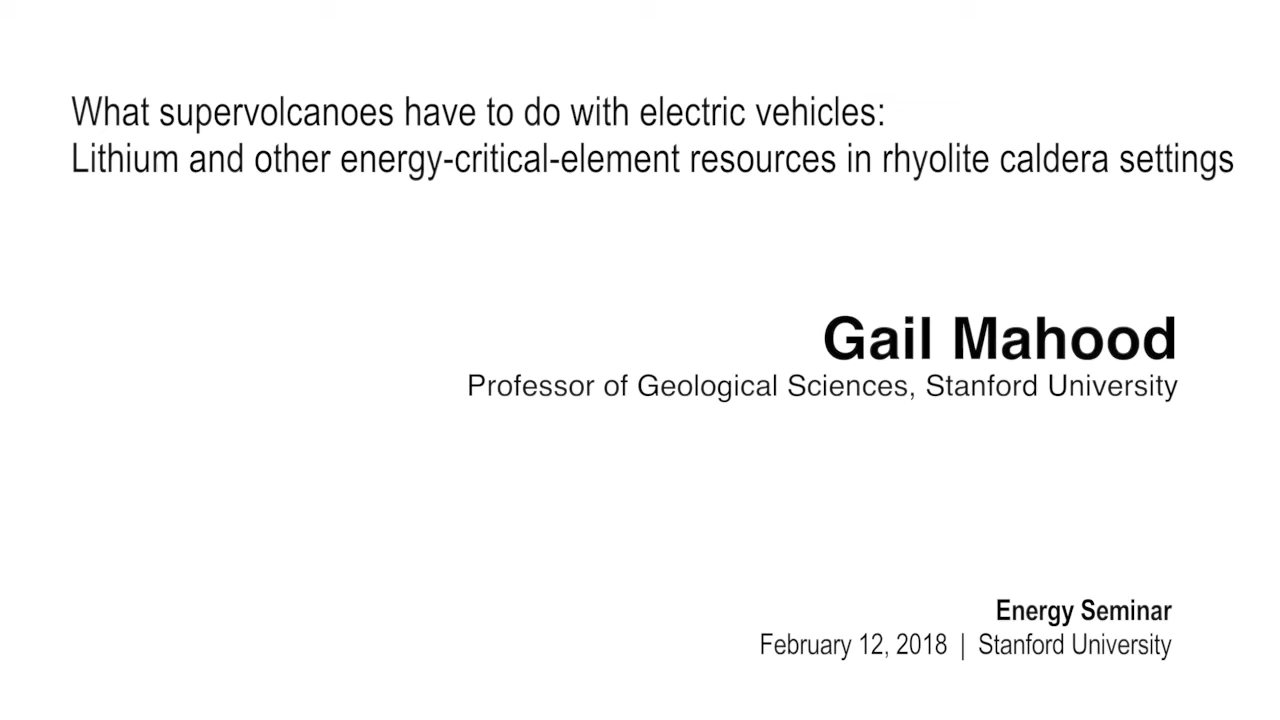 What supervolcanoes have to do with electric vehicles:
Lithium and other energy-critical-element resources in rhyolite caldera settings
Gail Mahood
Professor of Geological Sciences, Stanford University
Energy Seminar
February 12, 2018 | Stanford University